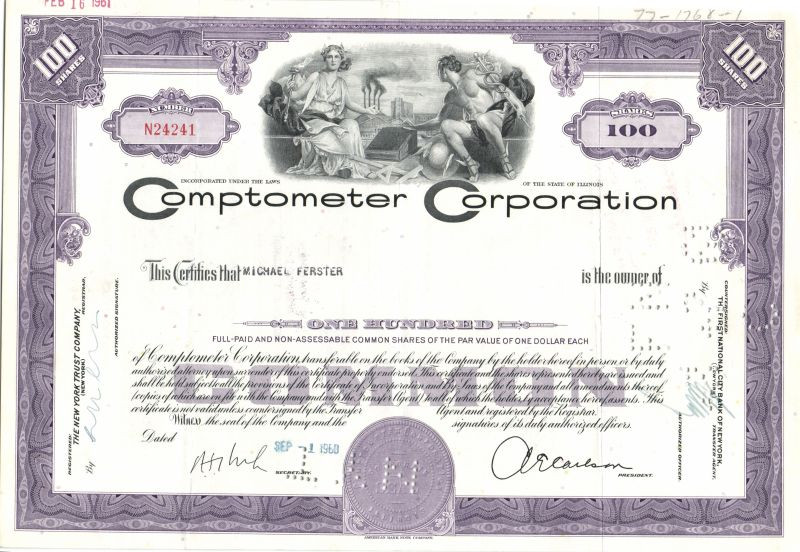 FEB 16 1961
77-1768-1
100 SHARES
100 SHARES
NUMBER
N24241
SHARES
100
INCORPORATED UNDER THE LAWS OF THE STATE OF ILLINOIS
Comptometer Corporation
This Certifies that MICHAEL FERSTER is the owner of
ONE HUNDRED
FULL-PAID AND NON-ASSESSABLE COMMON SHARES OF THE PAR VALUE OF ONE DOLLAR EACH
of Comptometer Corporation, transferable on the books of the Company by the holder hereof in person or by duly
authorized attorney upon surrender of this certificate properly endorsed. This certificate and the shares represented hereby are issued and
shall be held subject to all the provisions of the Certificate of Incorporation and By-Laws of the Company and all amendments thereof
(copies of which are on file with the Company and with the Transfer Agent) to all of which the holder by acceptance hereof assents. This
certificate is not valid unless countersigned by the Transfer Agent and registered by the Registrar.
Witness the seal of the Company and the signatures of its duly authorized officers.
Dated SEP -1 1960
SECRETARY.
A E Carlson
PRESIDENT.
REGISTERED:
THE NEW YORK TRUST COMPANY,
(NEW YORK)
REGISTRAR.
By
AUTHORIZED SIGNATURE.
COUNTERSIGNED:
THE FIRST NATIONAL CITY BANK OF NEW YORK,
(NEW YORK)
TRANSFER AGENT.
By
AUTHORIZED OFFICER.
AMERICAN BANK NOTE COMPANY.